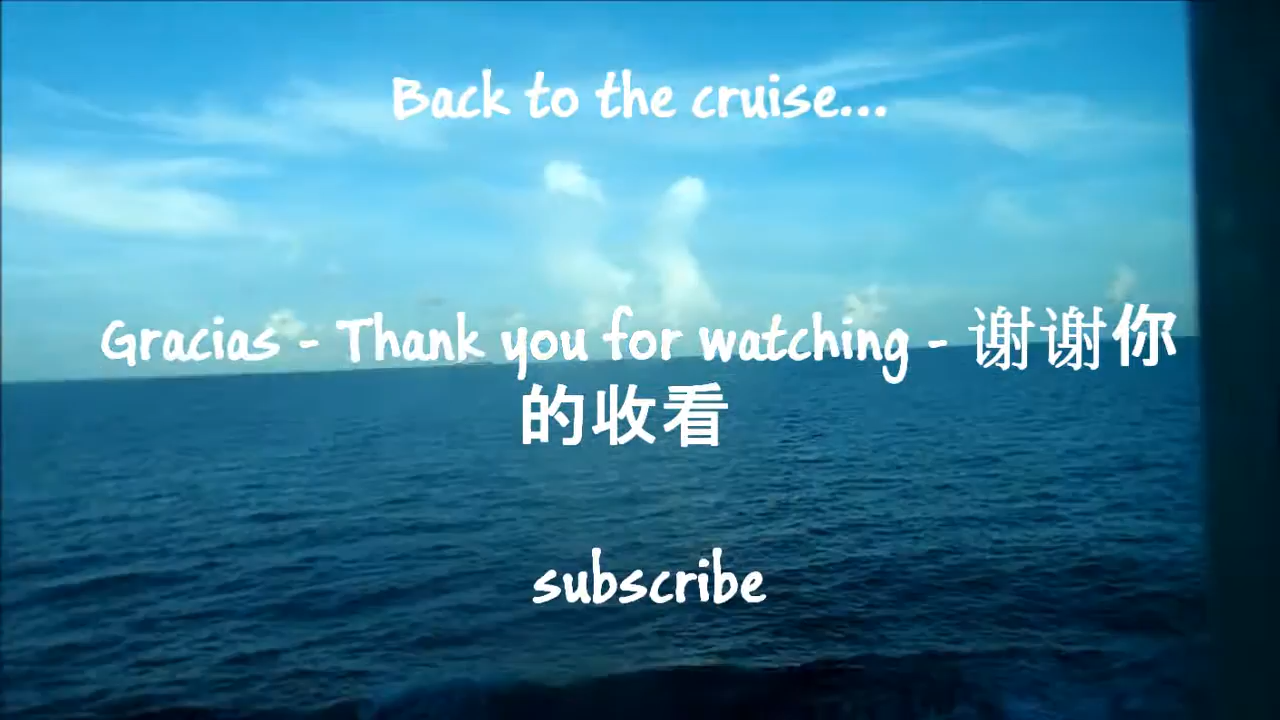 Back to the cruise...
Gracias - Thank you for watching - 谢谢你
的收看
subscribe